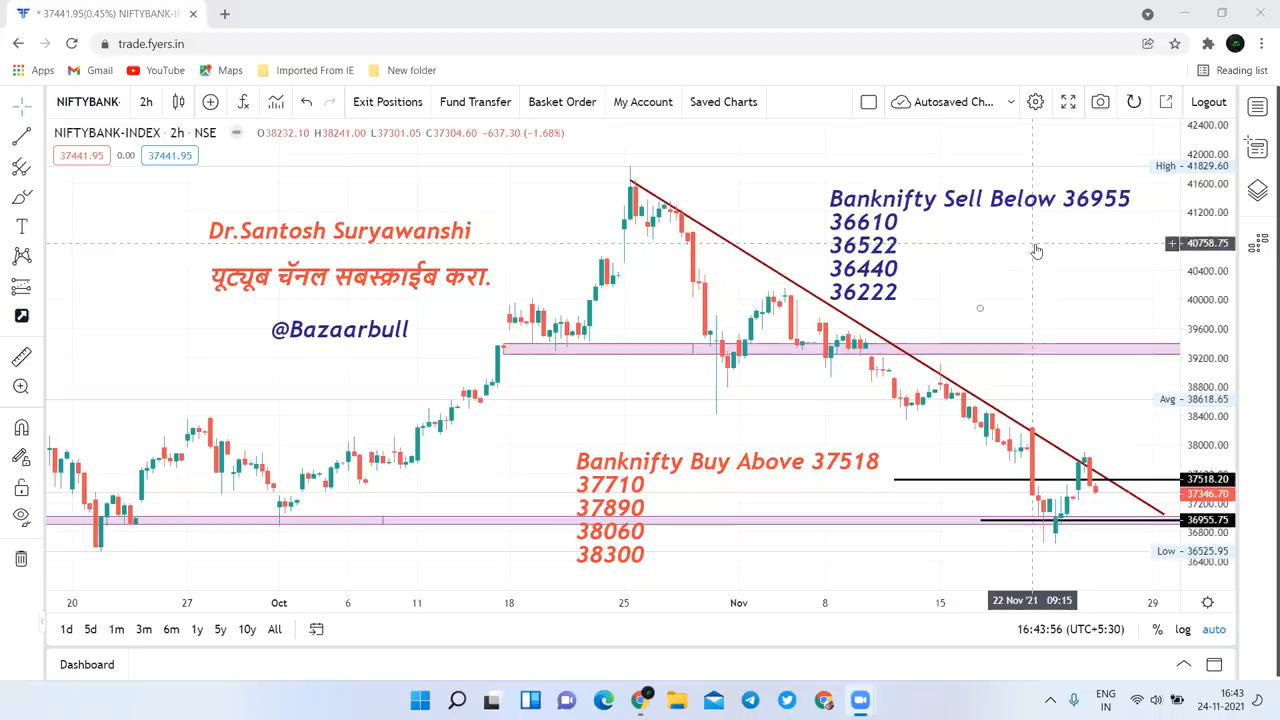 * 37441.95(0.45%) NIFTYBANK-IN
trade.fyers.in
Apps Gmail YouTube Maps Imported From IE New folder Reading list
NIFTYBANK- 2h Exit Positions Fund Transfer Basket Order My Account Saved Charts Autosaved Ch... Logout
NIFTYBANK-INDEX · 2h · NSE O38232.10 H38241.00 L37301.05 C37304.60 -637.30 (-1.68%)
37441.95 0.00 37441.95
42400.00
42000.00
High - 41829.60
41600.00
41200.00
40758.75
40400.00
40000.00
39600.00
39200.00
38800.00
Avg - 38618.65
38400.00
38000.00
37518.20
37346.70
37200.00
36955.75
36800.00
Low - 36525.95
36400.00
Dr.Santosh Suryawanshi
यूट्यूब चॅनल सबस्क्राईब करा.
@Bazaarbull
Banknifty Sell Below 36955
36610
36522
36440
36222
Banknifty Buy Above 37518
37710
37890
38060
38300
20 27 Oct 6 11 18 25 Nov 8 15 22 Nov '21 09:15 29
1d 5d 1m 3m 6m 1y 5y 10y All 16:43:56 (UTC+5:30) % log auto
Dashboard
ENG
IN
16:43
24-11-2021